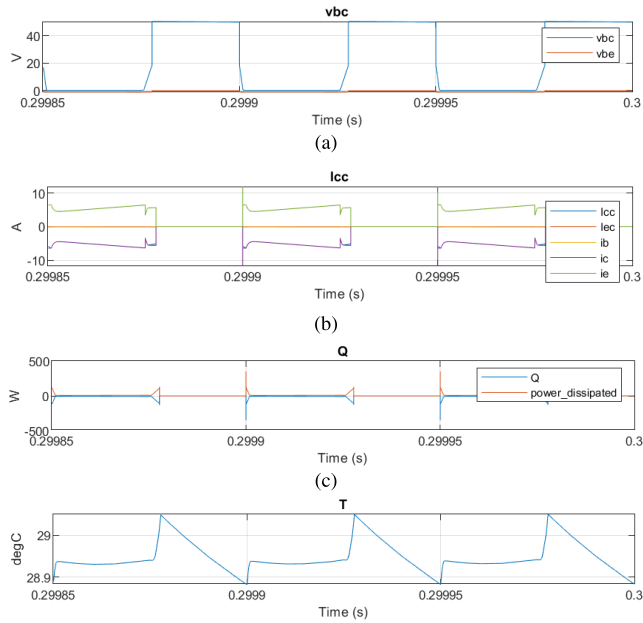 vbc
V
40
20
0
vbc
vbe
0.29985
0.2999
0.29995
0.3
Time (s)
(a)
Icc
A
10
0
-10
Icc
Iec
ib
ic
ie
0.29985
0.2999
0.29995
0.3
Time (s)
(b)
Q
W
500
0
-500
Q
power_dissipated
0.29985
0.2999
0.29995
0.3
Time (s)
(c)
T
degC
29
28.9
0.29985
0.2999
0.29995
0.3
Time (s)